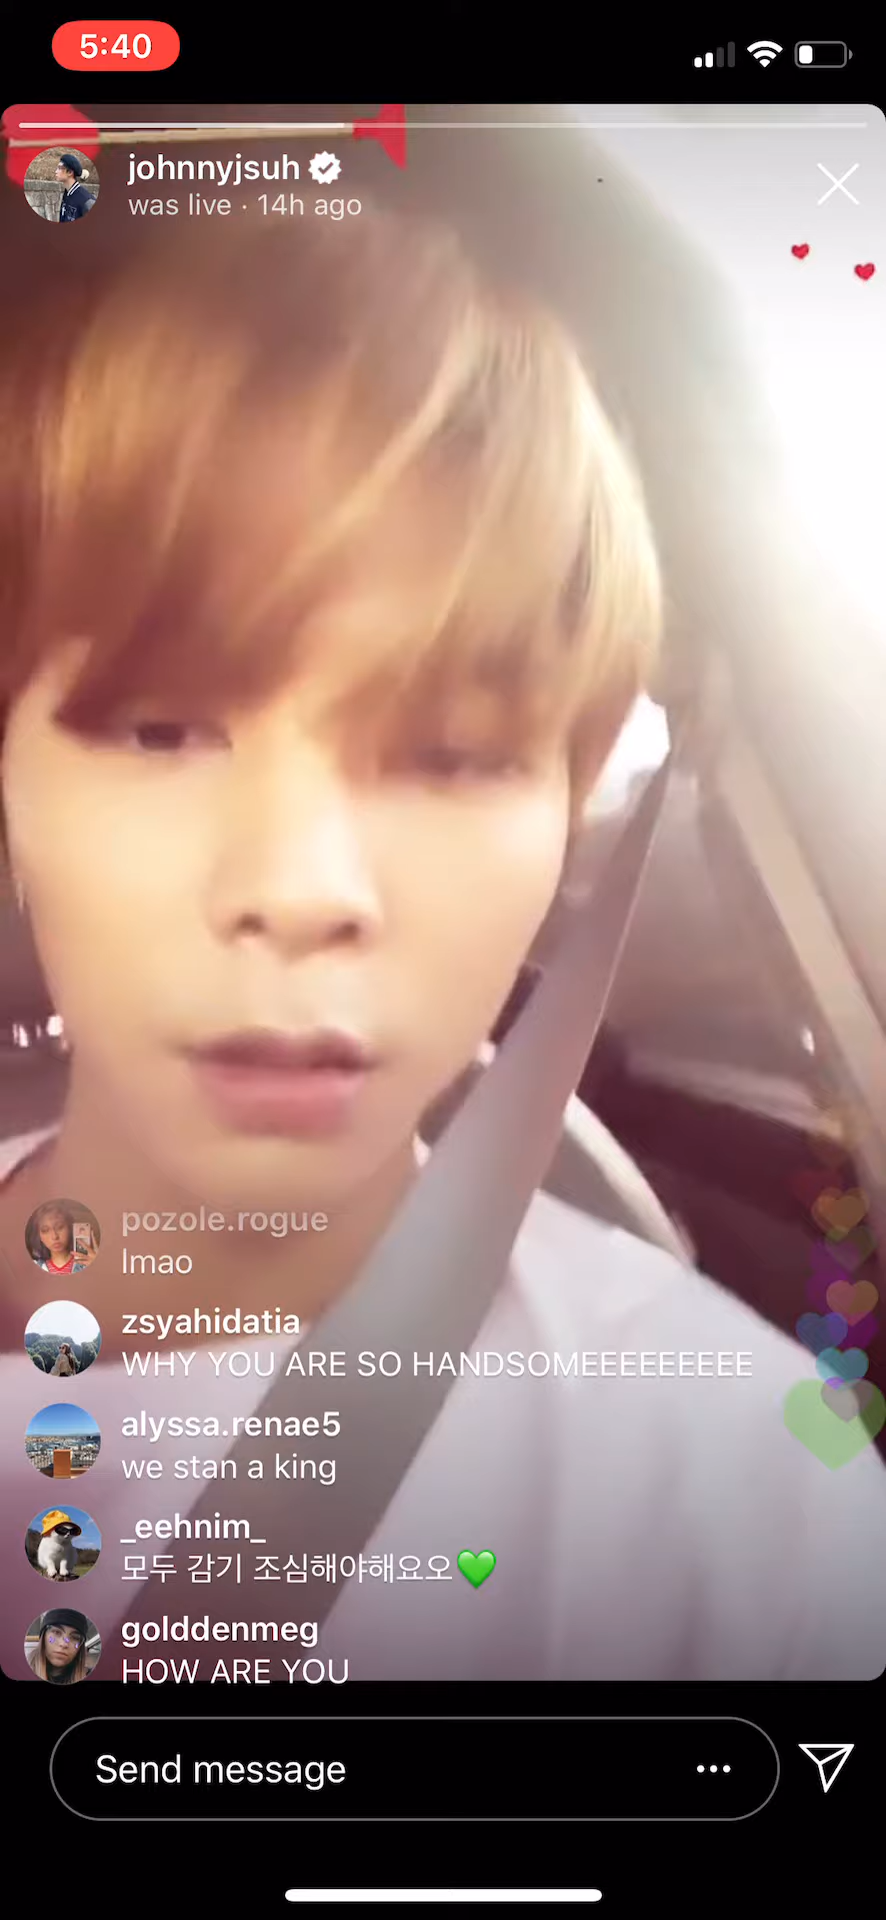 5:40
johnnyjsuh
was live · 14h ago
pozole.rogue
lmao
zsyahidatia
WHY YOU ARE SO HANDSOMEEEEEEEEE
alyssa.renae5
we stan a king
_eehnim_
모두 감기 조심해야해요오💚
golddenmeg
HOW ARE YOU
Send message